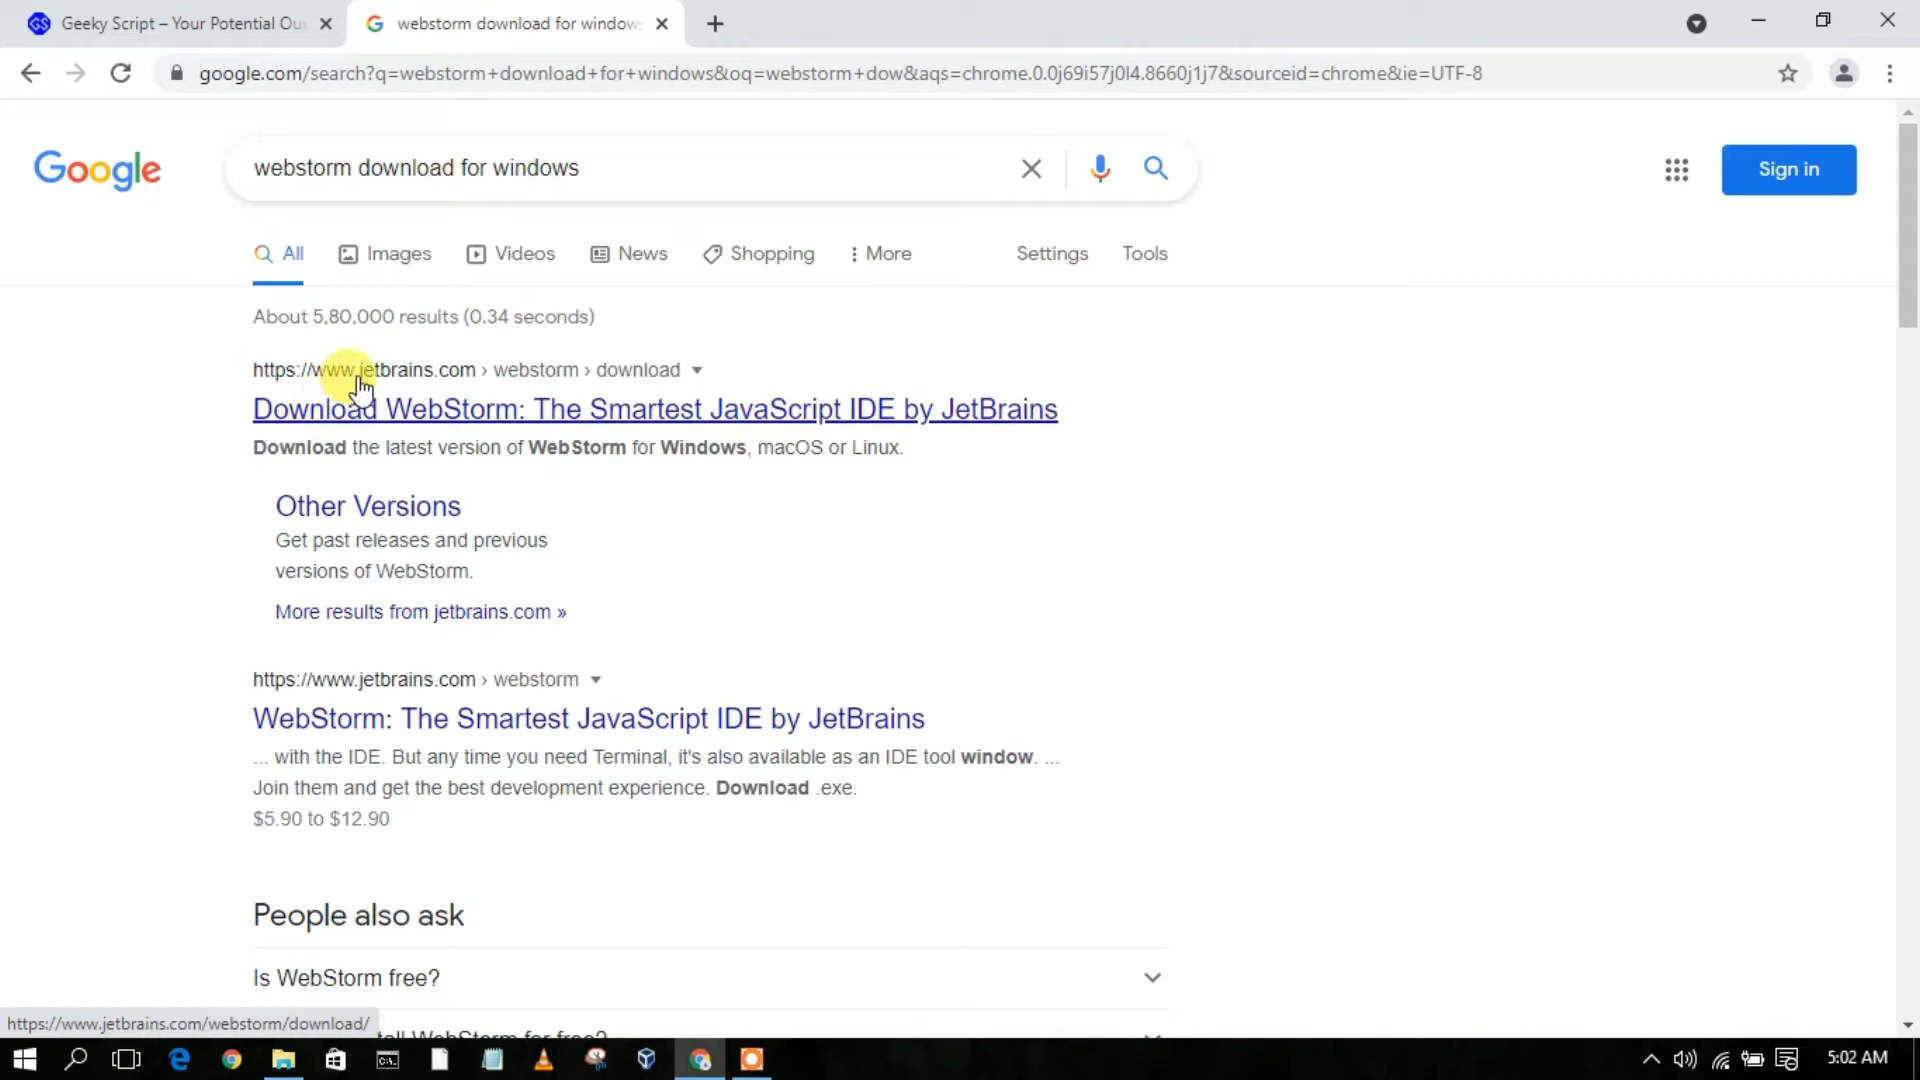 Geeky Script – Your Potential Ou
webstorm download for window
google.com/search?q=webstorm+download+for+windows&oq=webstorm+dow&aqs=chrome.0.0j69i57j0l4.8660j1j7&sourceid=chrome&ie=UTF-8
Google
webstorm download for windows
Sign in
All Images Videos News Shopping More Settings Tools
About 5,80,000 results (0.34 seconds)
https://www.jetbrains.com › webstorm › download
Download WebStorm: The Smartest JavaScript IDE by JetBrains
Download the latest version of WebStorm for Windows, macOS or Linux.
Other Versions
Get past releases and previous
versions of WebStorm.
More results from jetbrains.com »
https://www.jetbrains.com › webstorm
WebStorm: The Smartest JavaScript IDE by JetBrains
... with the IDE. But any time you need Terminal, it's also available as an IDE tool window. ...
Join them and get the best development experience. Download .exe.
$5.90 to $12.90
People also ask
Is WebStorm free?
https://www.jetbrains.com/webstorm/download/
WebStorm for free?
5:02 AM